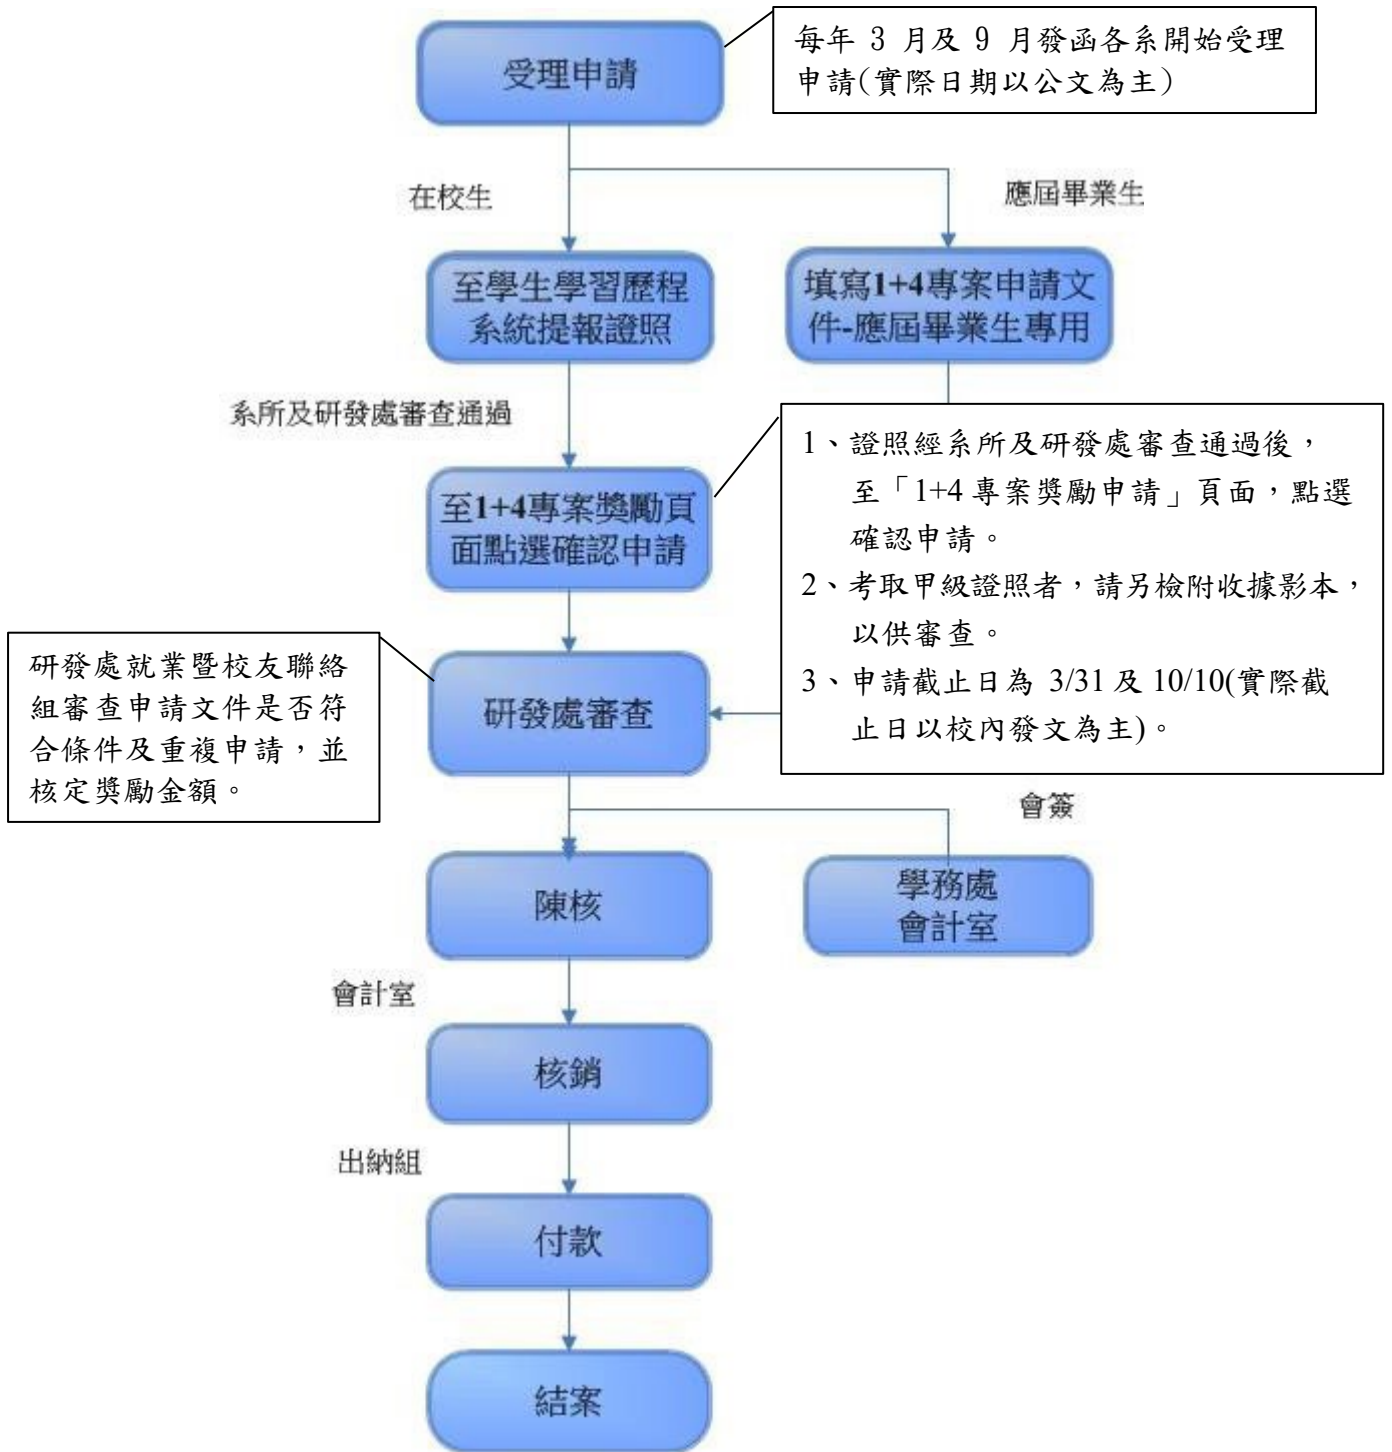 受理申請
每年 3 月及 9 月發函各系開始受理
申請(實際日期以公文為主)
在校生
應屆畢業生
至學生學習歷程
系統提報證照
填寫1+4專案申請文
件-應屆畢業生專用
系所及研發處審查通過
至1+4專案獎勵頁
面點選確認申請
1、證照經系所及研發處審查通過後，
至「1+4 專案獎勵申請」頁面，點選
確認申請。
2、考取甲級證照者，請另檢附收據影本，
以供審查。
3、申請截止日為 3/31 及 10/10(實際截
止日以校內發文為主)。
研發處就業暨校友聯絡
組審查申請文件是否符
合條件及重複申請，並
核定獎勵金額。
研發處審查
會簽
陳核
學務處
會計室
會計室
核銷
出納組
付款
結案